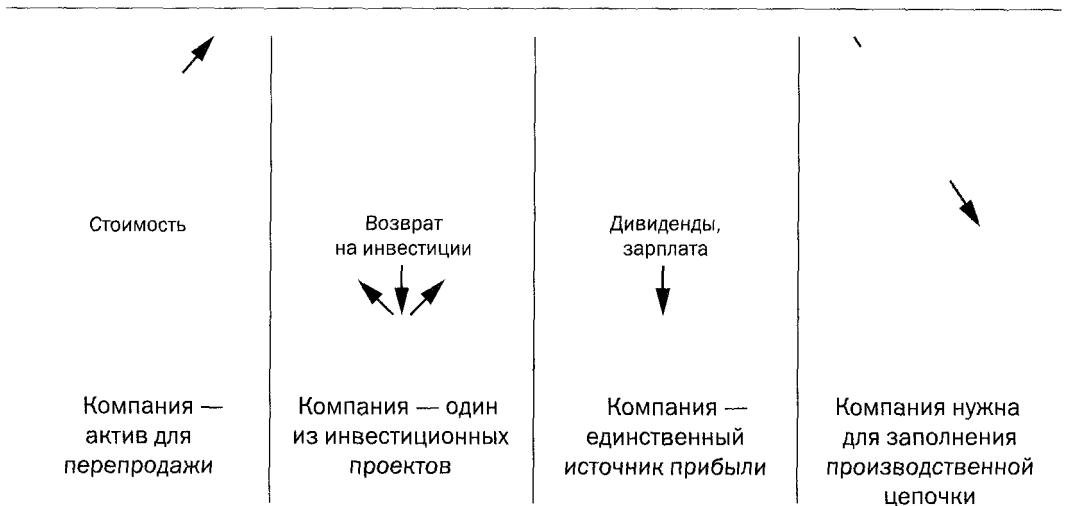 Стоимость
Возврат
на инвестиции
Дивиденды,
зарплата
Компания —
актив для
перепродажи
Компания — один
из инвестиционных
проектов
Компания —
единственный
источник прибыли
Компания нужна
для заполнения
производственной
цепочки